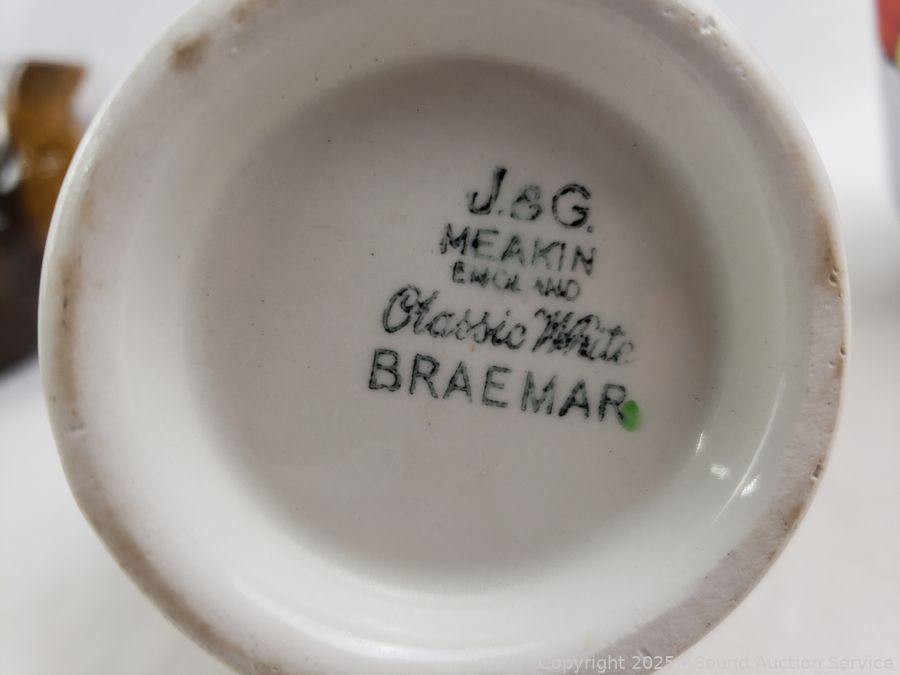 J.&G.
MEAKIN
ENGLAND
Classic White
BRAEMAR
Copyright 2025 - Sound Auction Service